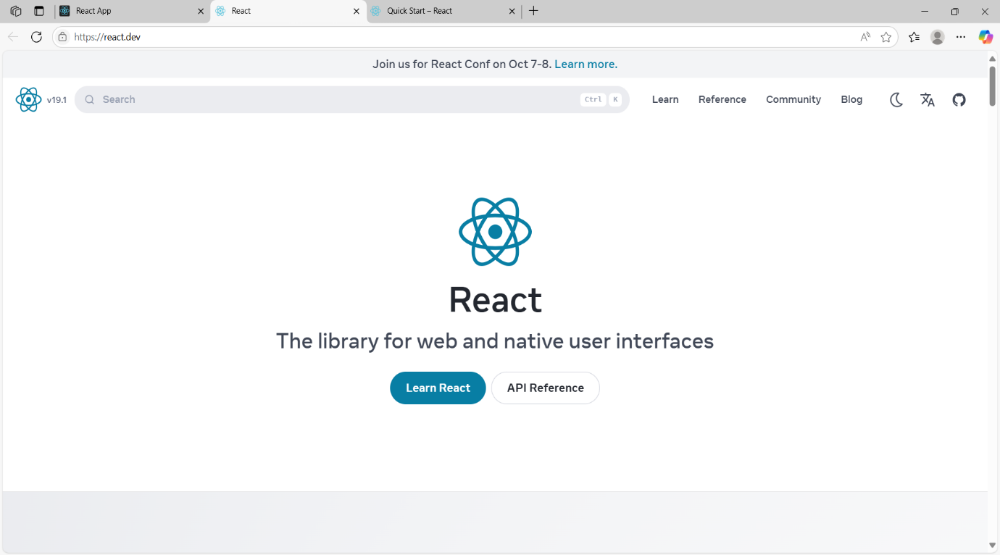 React App
React
Quick Start – React
https://react.dev
Join us for React Conf on Oct 7-8. Learn more.
v19.1
Search
Ctrl K
Learn
Reference
Community
Blog
React
The library for web and native user interfaces
Learn React
API Reference